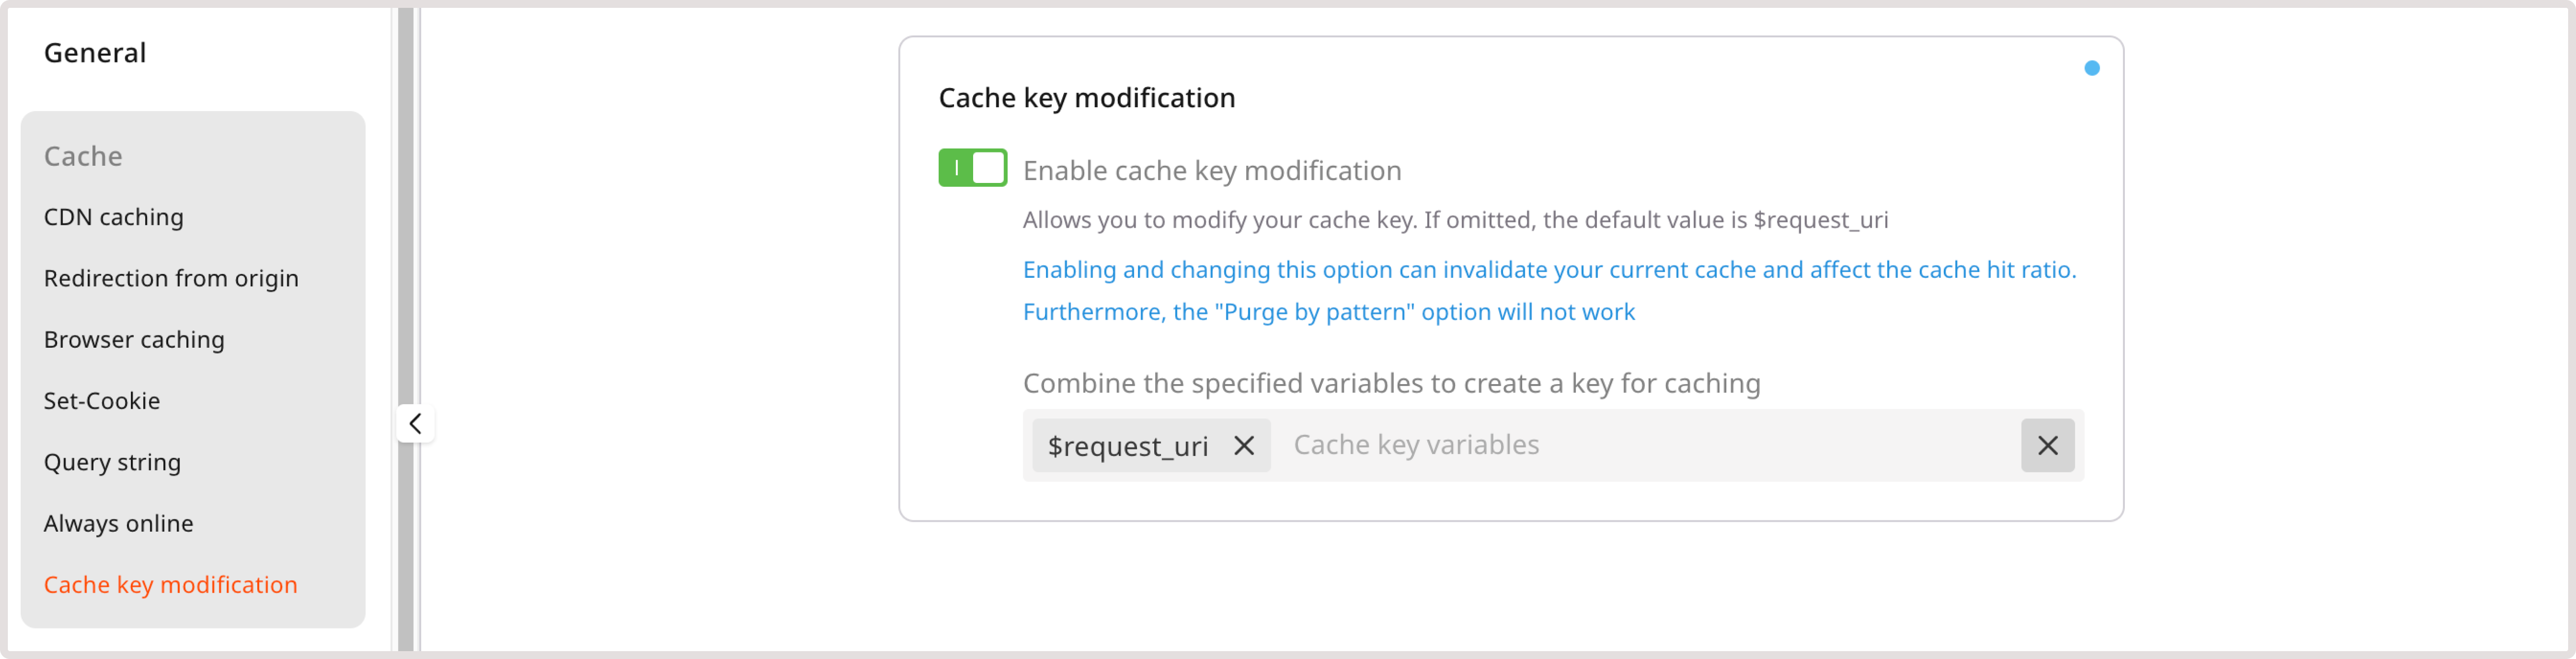 General
Cache
CDN caching
Redirection from origin
Browser caching
Set-Cookie
Query string
Always online
Cache key modification
Cache key modification
Enable cache key modification
Allows you to modify your cache key. If omitted, the default value is $request_uri
Enabling and changing this option can invalidate your current cache and affect the cache hit ratio.
Furthermore, the "Purge by pattern" option will not work
Combine the specified variables to create a key for caching
$request_uri Cache key variables